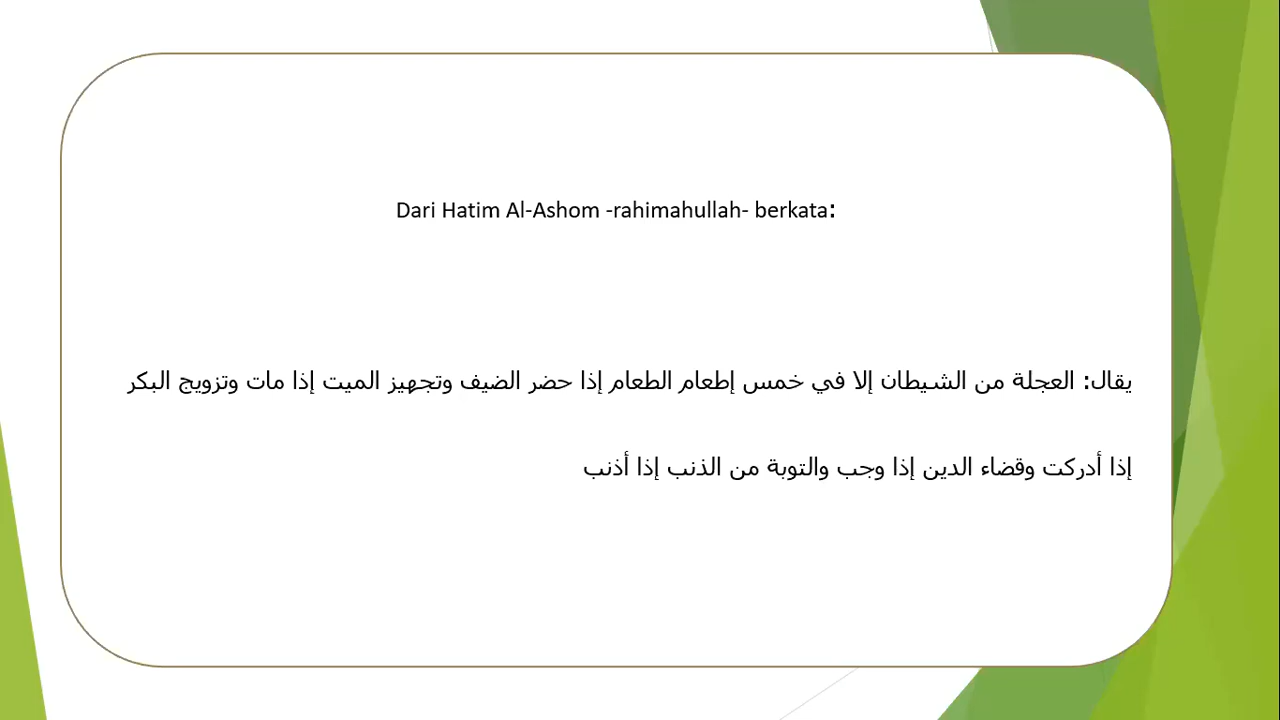 Dari Hatim Al-Ashom -rahimahullah- berkata:
يقال: العجلة من الشيطان إلا في خمس إطعام الطعام إذا حضر الضيف وتجهيز الميت إذا مات وتزويج البكر
إذا أدركت وقضاء الدين إذا وجب والتوبة من الذنب إذا أذنب